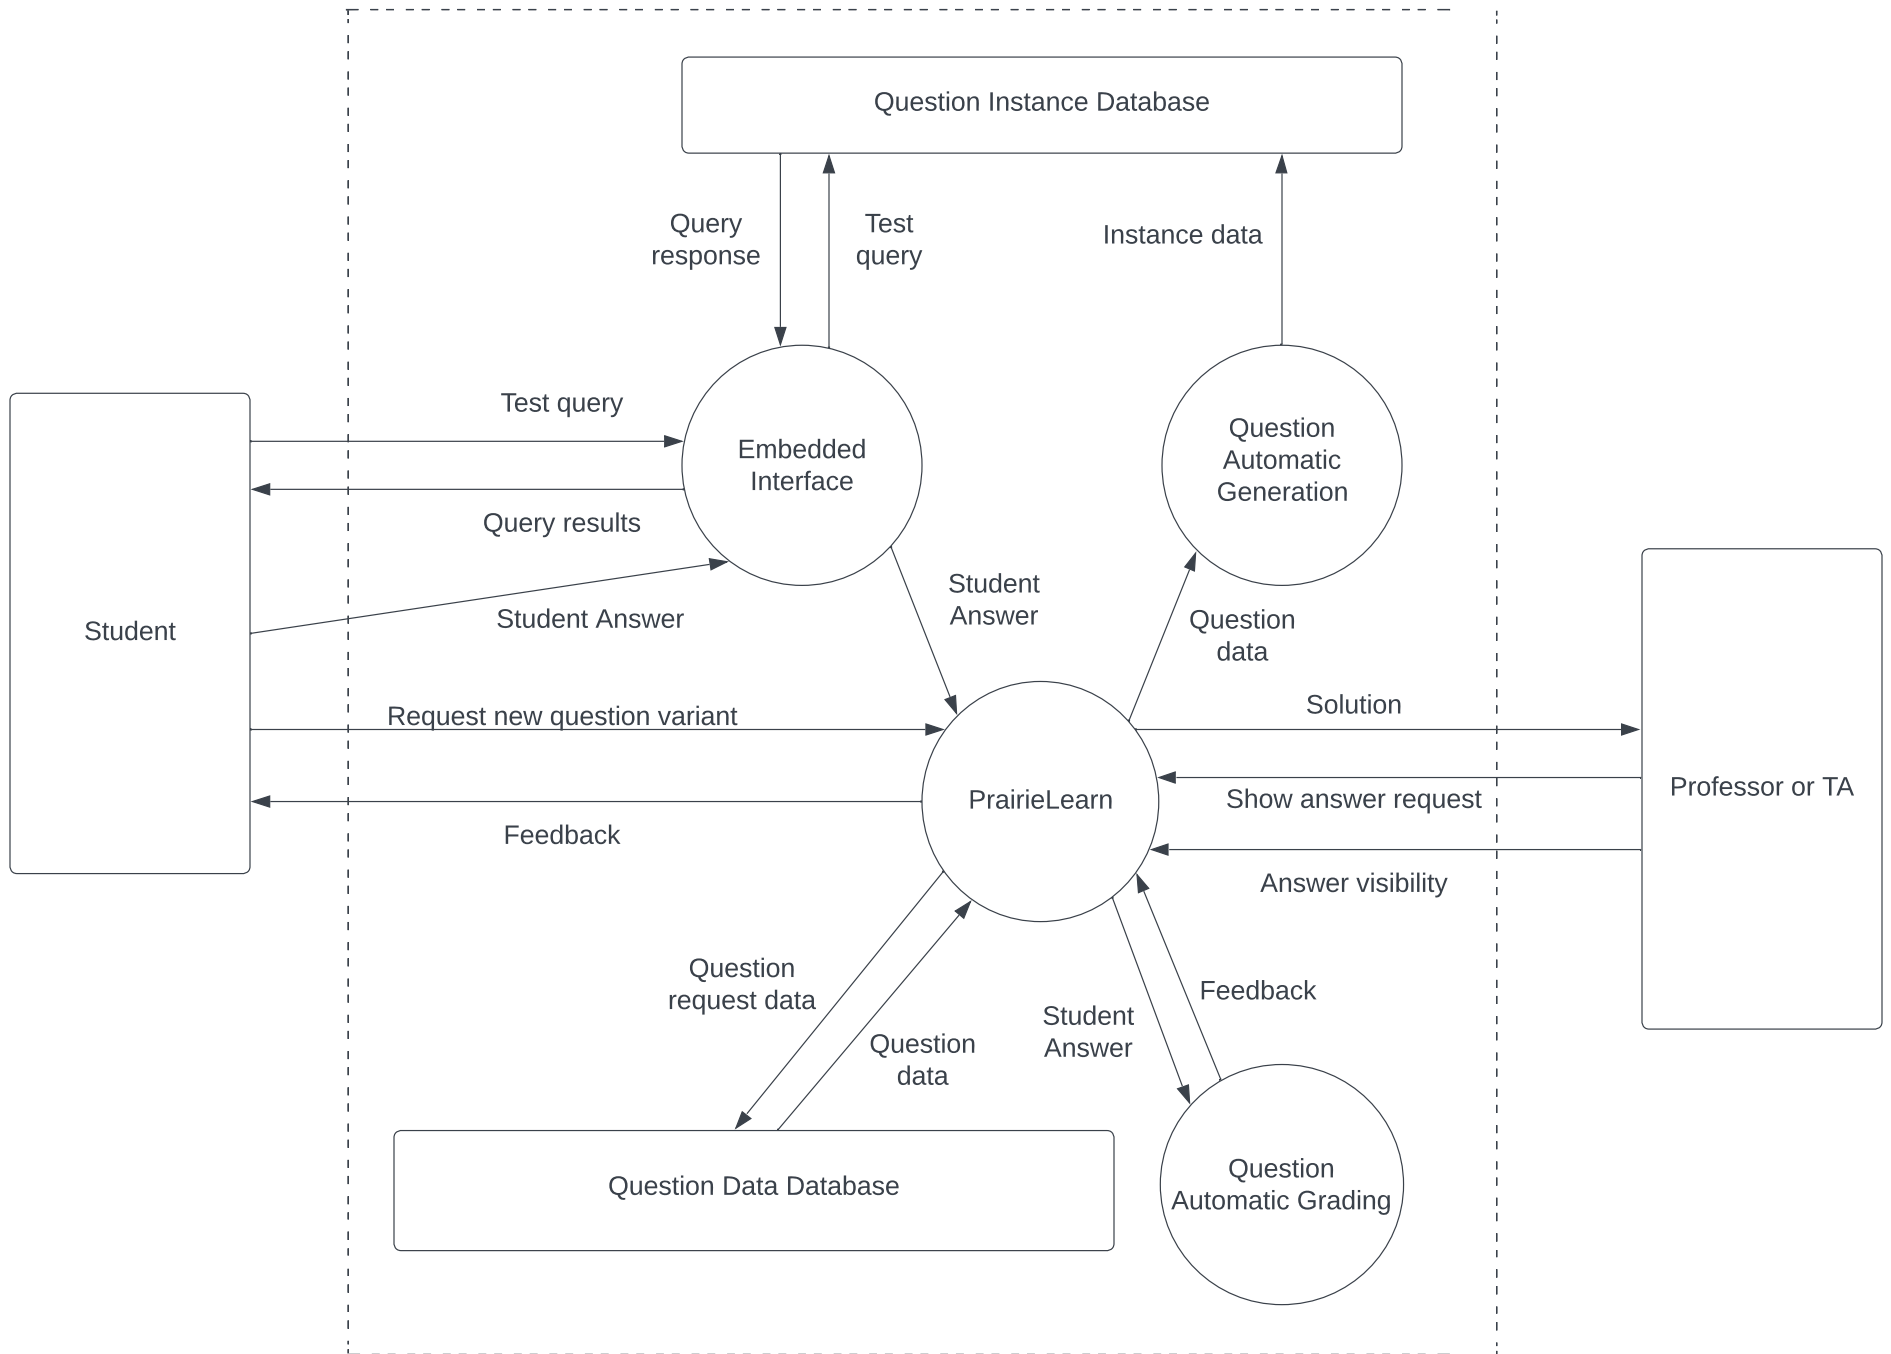 Question Instance Database
Query
response
Test
query
Instance data
Test query
Embedded
Interface
Question
Automatic
Generation
Query results
Student
Answer
Student Answer
Question
data
Student
Request new question variant
Solution
PrairieLearn
Show answer request
Professor or TA
Feedback
Answer visibility
Question
request data
Feedback
Student
Answer
Question
data
Question Data Database
Question
Automatic Grading